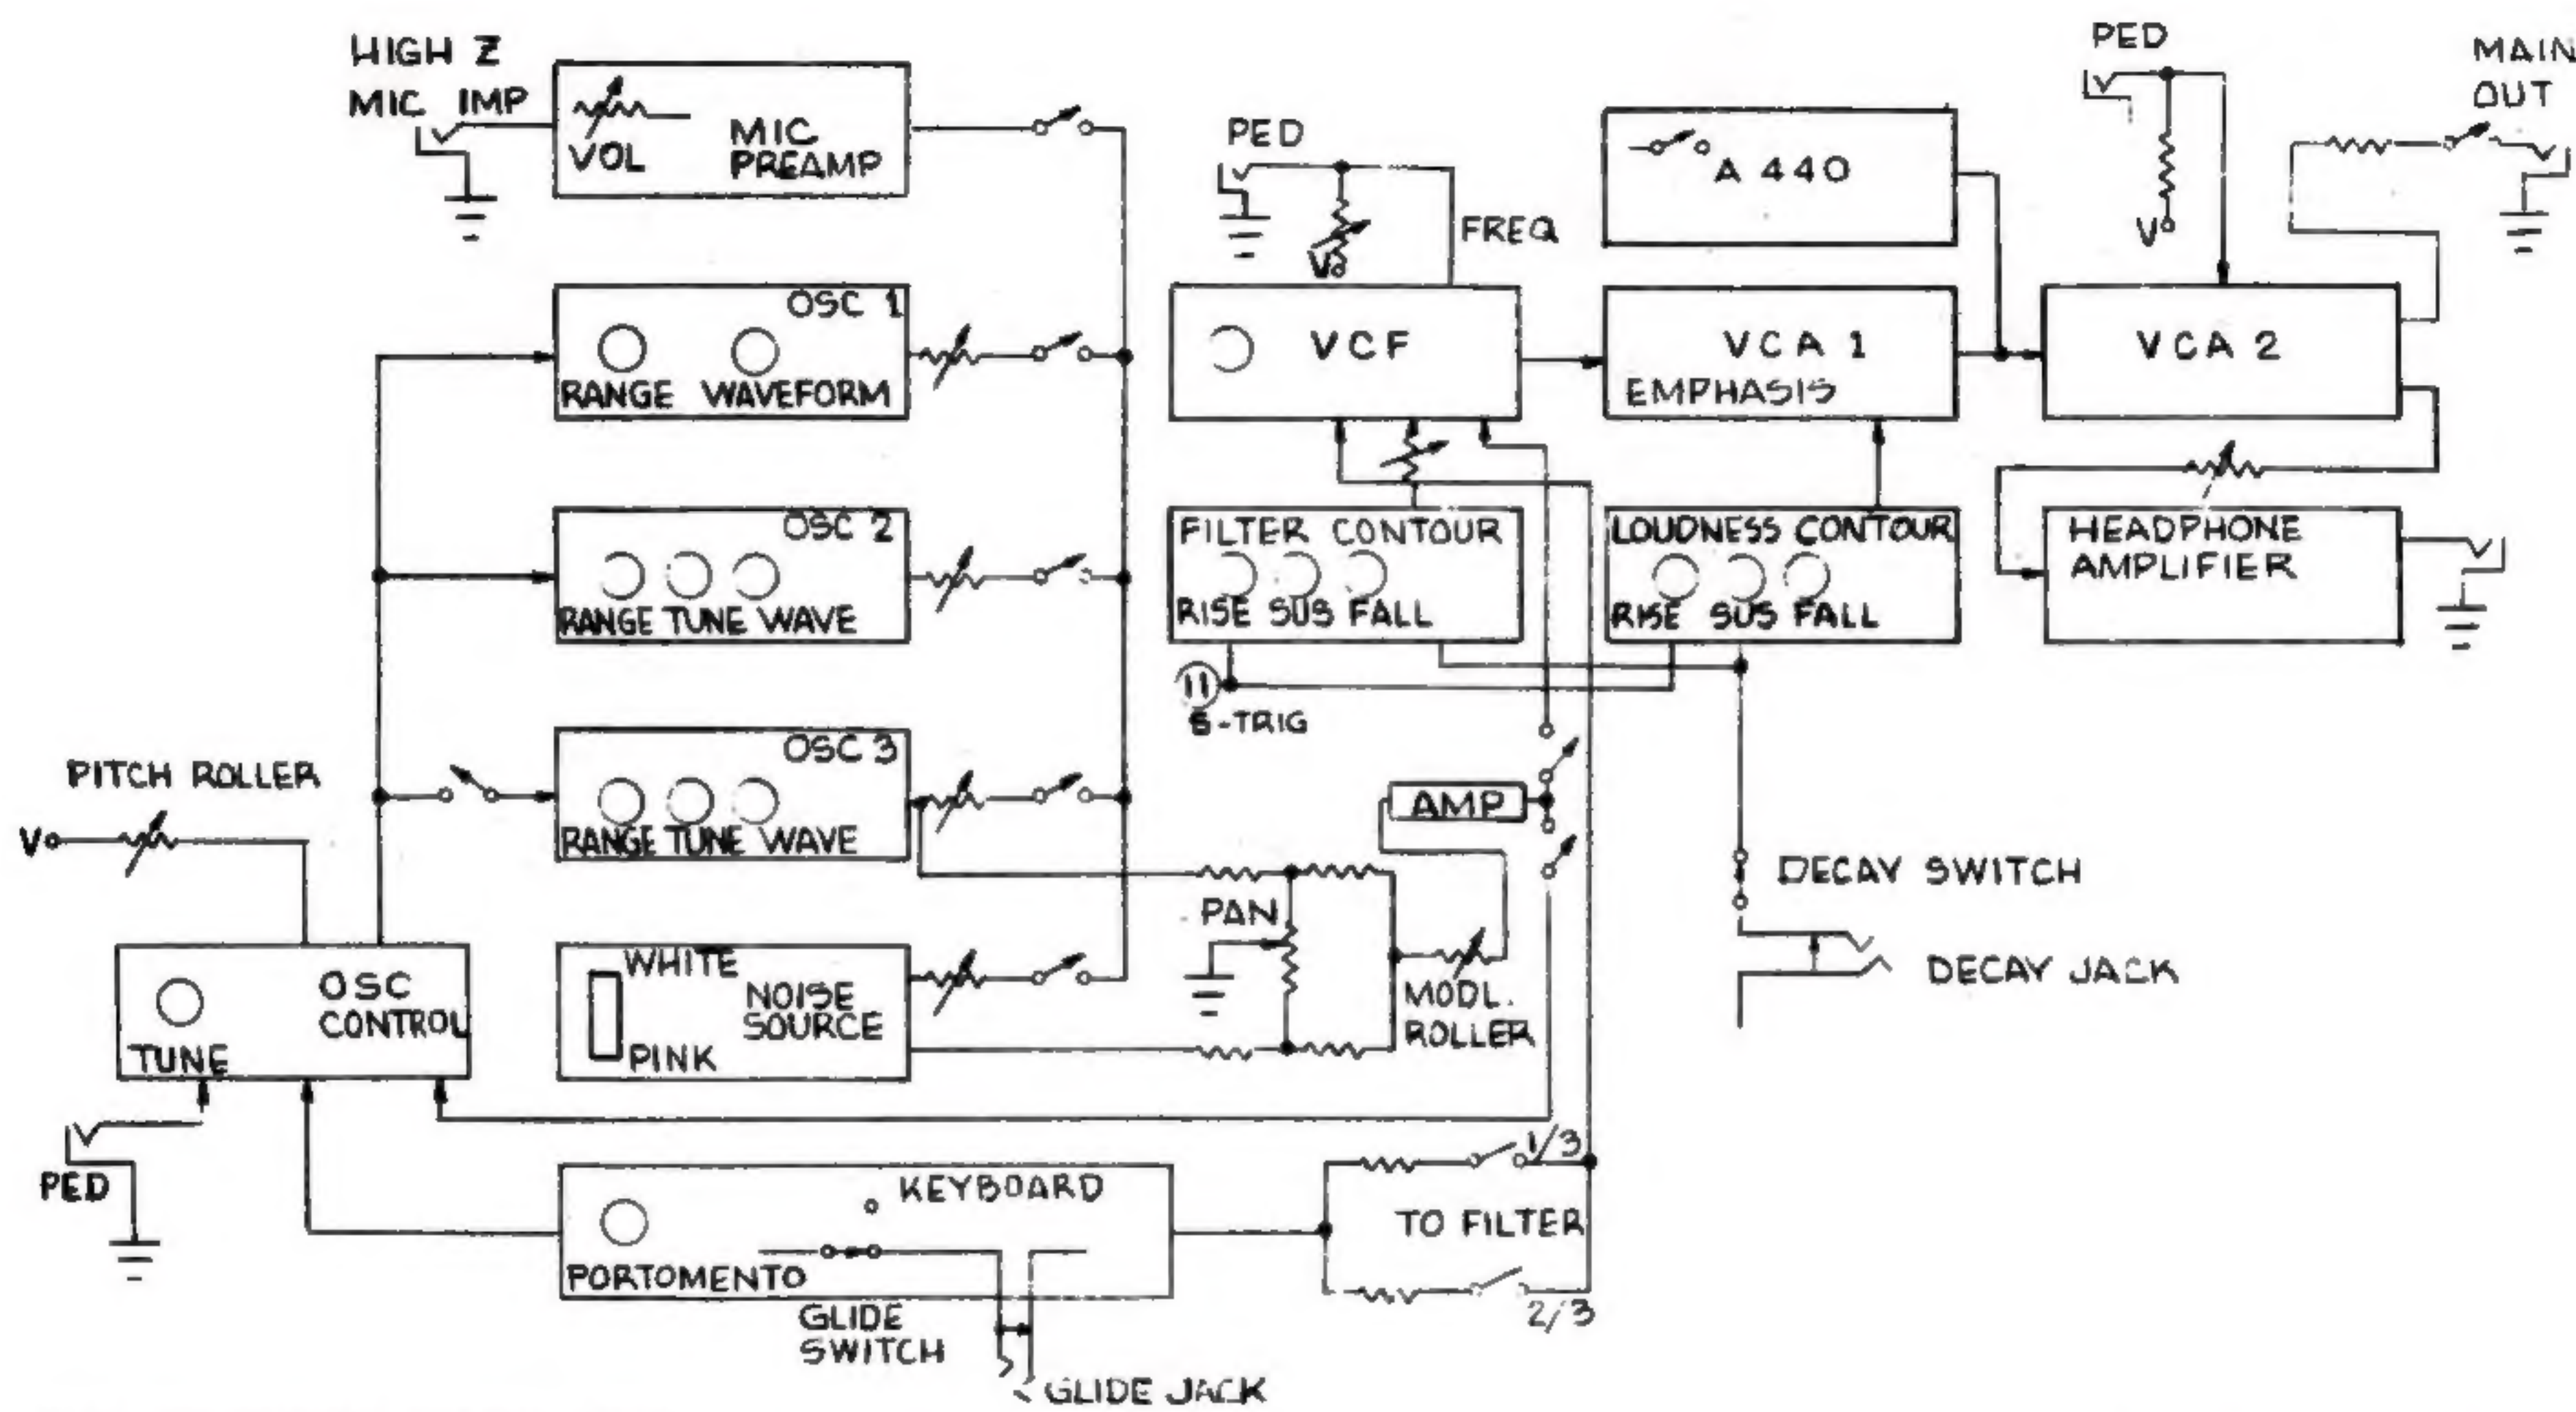 HIGH Z
MIC IMP
VOL
MIC
PREAMP
OSC 1
RANGE WAVEFORM
OSC 2
RANGE TUNE WAVE
OSC 3
RANGE TUNE WAVE
PITCH ROLLER
V
OSC
CONTROL
TUNE
PED
WHITE
NOISE
SOURCE
PINK
KEYBOARD
PORTOMENTO
GLIDE
SWITCH
GLIDE JACK
PED
V
FREQ
VCF
FILTER CONTOUR
RISE SUS FALL
11
S-TRIG
AMP
PAN
MODL.
ROLLER
1/3
TO FILTER
2/3
A 440
VCA 1
EMPHASIS
LOUDNESS CONTOUR
RISE SUS FALL
DECAY SWITCH
DECAY JACK
PED
V
MAIN
OUT
VCA 2
HEADPHONE
AMPLIFIER